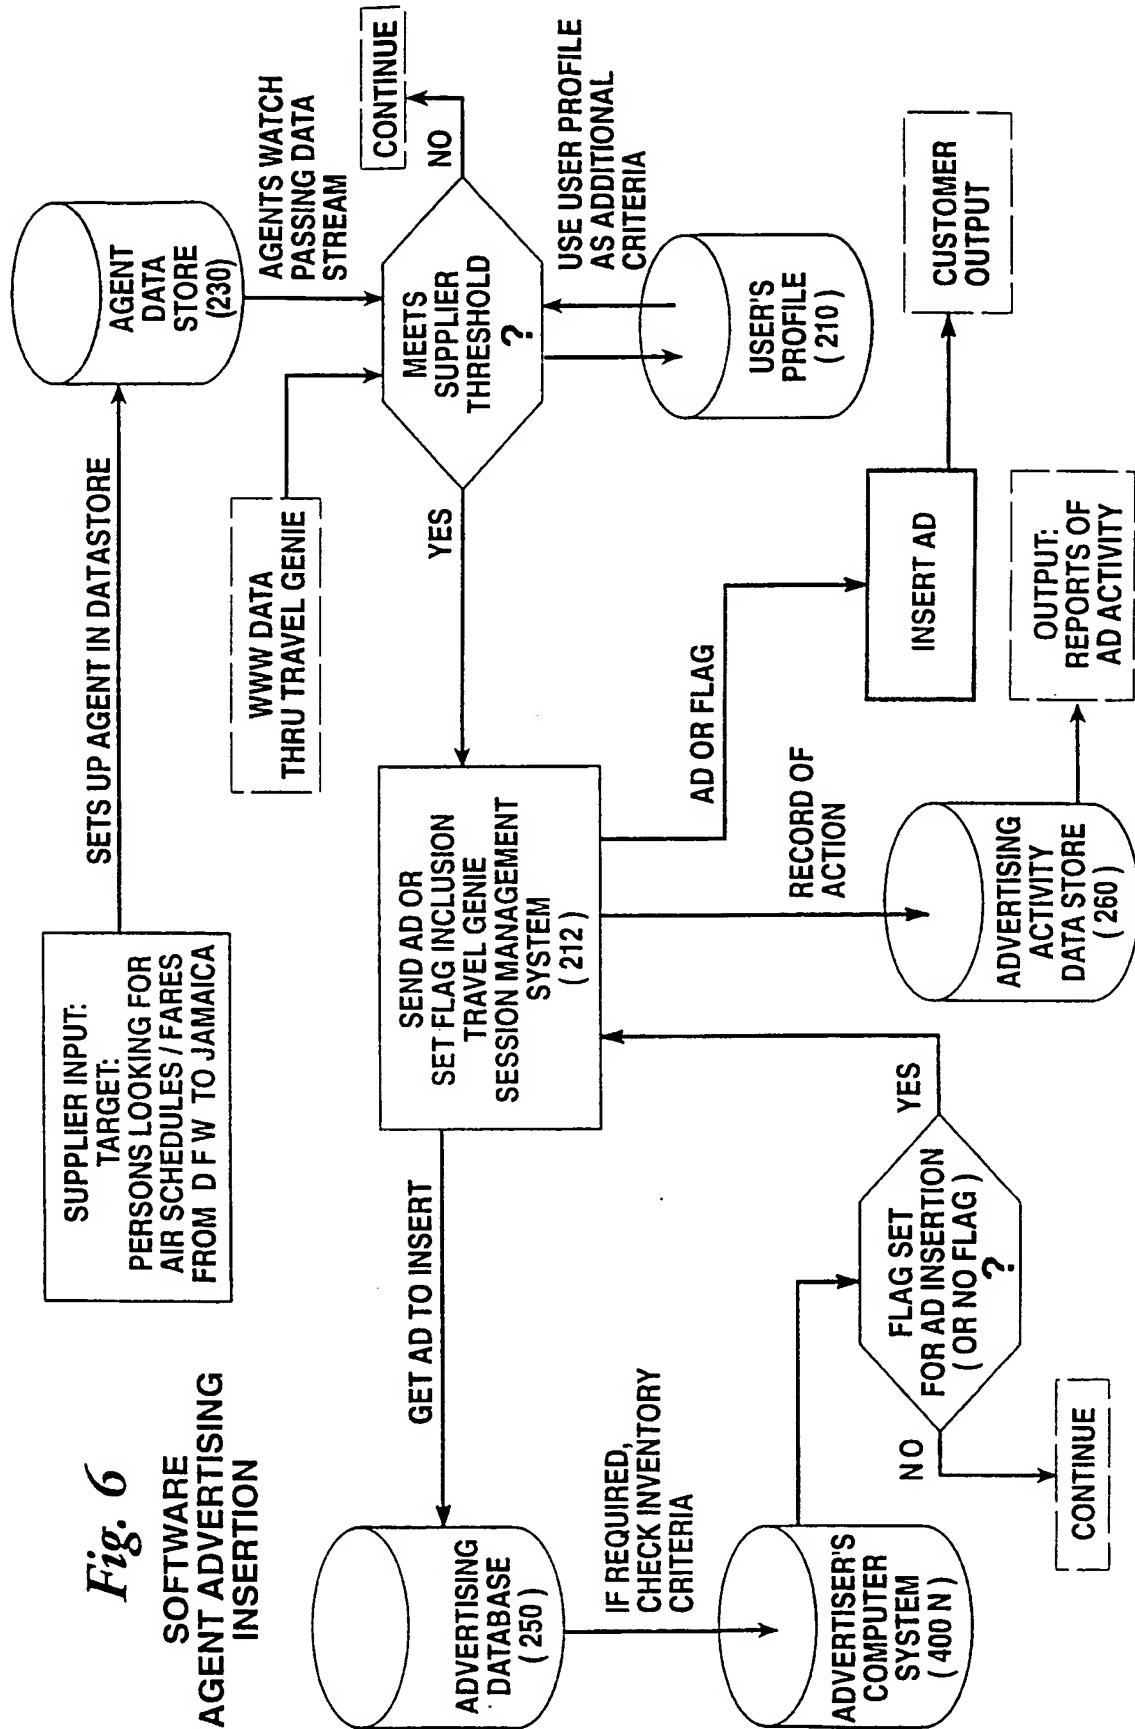 Fig. 6
SOFTWARE
AGENT ADVERTISING
INSERTION
SUPPLIER INPUT:
TARGET:
PERSONS LOOKING FOR
AIR SCHEDULES / FARES
FROM D F W TO JAMAICA
SETS UP AGENT IN DATASTORE
AGENT
DATA
STORE
(230)
AGENTS WATCH
PASSING DATA
STREAM
WWW DATA
THRU TRAVEL GENIE
MEETS
SUPPLIER
THRESHOLD
?
NO
CONTINUE
YES
USE USER PROFILE
AS ADDITIONAL
CRITERIA
USER'S
PROFILE
( 210 )
SEND AD OR
SET FLAG INCLUSION
TRAVEL GENIE
SESSION MANAGEMENT
SYSTEM
( 212 )
GET AD TO INSERT
ADVERTISING
DATABASE
( 250 )
IF REQUIRED,
CHECK INVENTORY
CRITERIA
ADVERTISER'S
COMPUTER
SYSTEM
( 400 N )
FLAG SET
FOR AD INSERTION
( OR NO FLAG )
?
YES
NO
CONTINUE
RECORD OF
ACTION
ADVERTISING
ACTIVITY
DATA STORE
( 260 )
OUTPUT:
REPORTS OF
AD ACTIVITY
AD OR FLAG
INSERT AD
CUSTOMER
OUTPUT